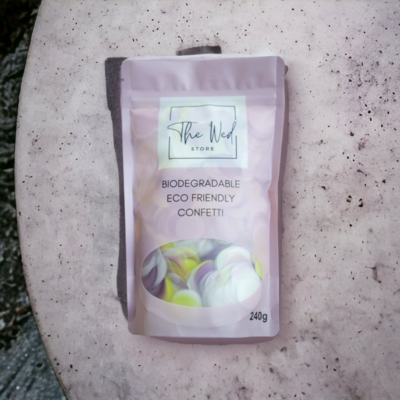 The Wed
STORE
BIODEGRADABLE
ECO FRIENDLY
CONFETTI
240g